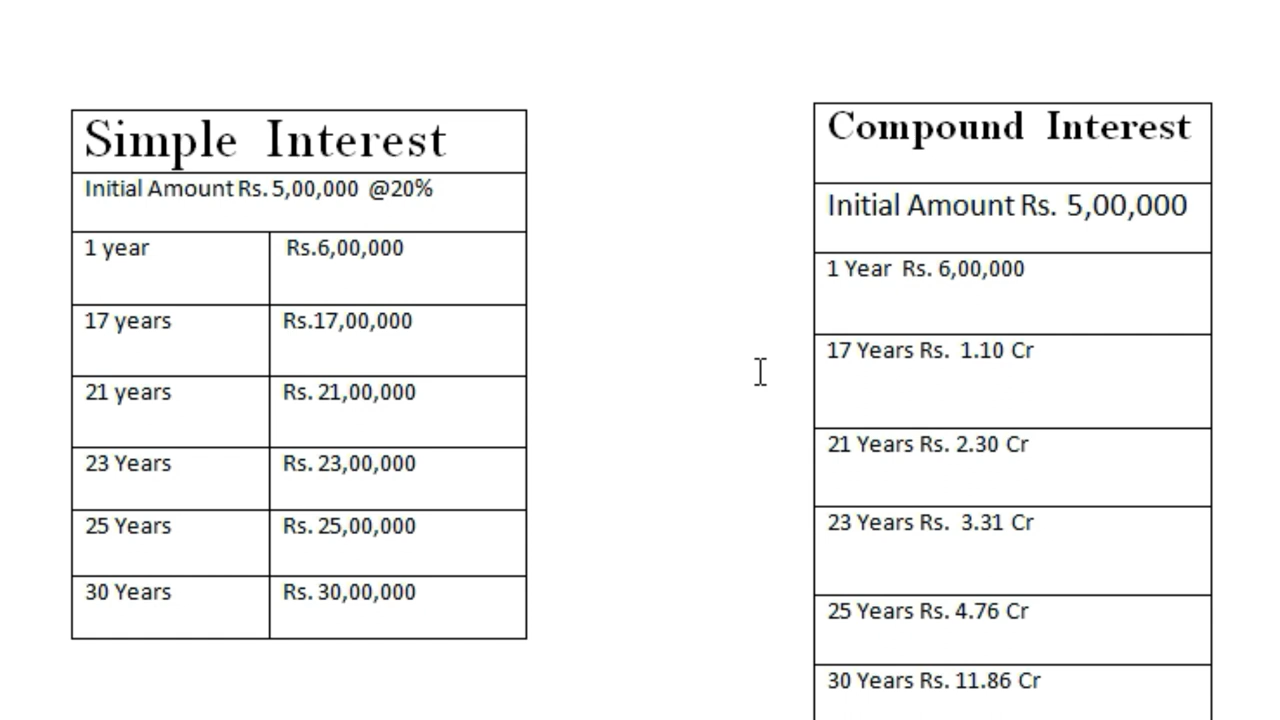 Simple Interest
Initial Amount Rs. 5,00,000 @20%
1 year Rs.6,00,000
17 years Rs.17,00,000
21 years Rs. 21,00,000
23 Years Rs. 23,00,000
25 Years Rs. 25,00,000
30 Years Rs. 30,00,000
Compound Interest
Initial Amount Rs. 5,00,000
1 Year Rs. 6,00,000
17 Years Rs. 1.10 Cr
21 Years Rs. 2.30 Cr
23 Years Rs. 3.31 Cr
25 Years Rs. 4.76 Cr
30 Years Rs. 11.86 Cr